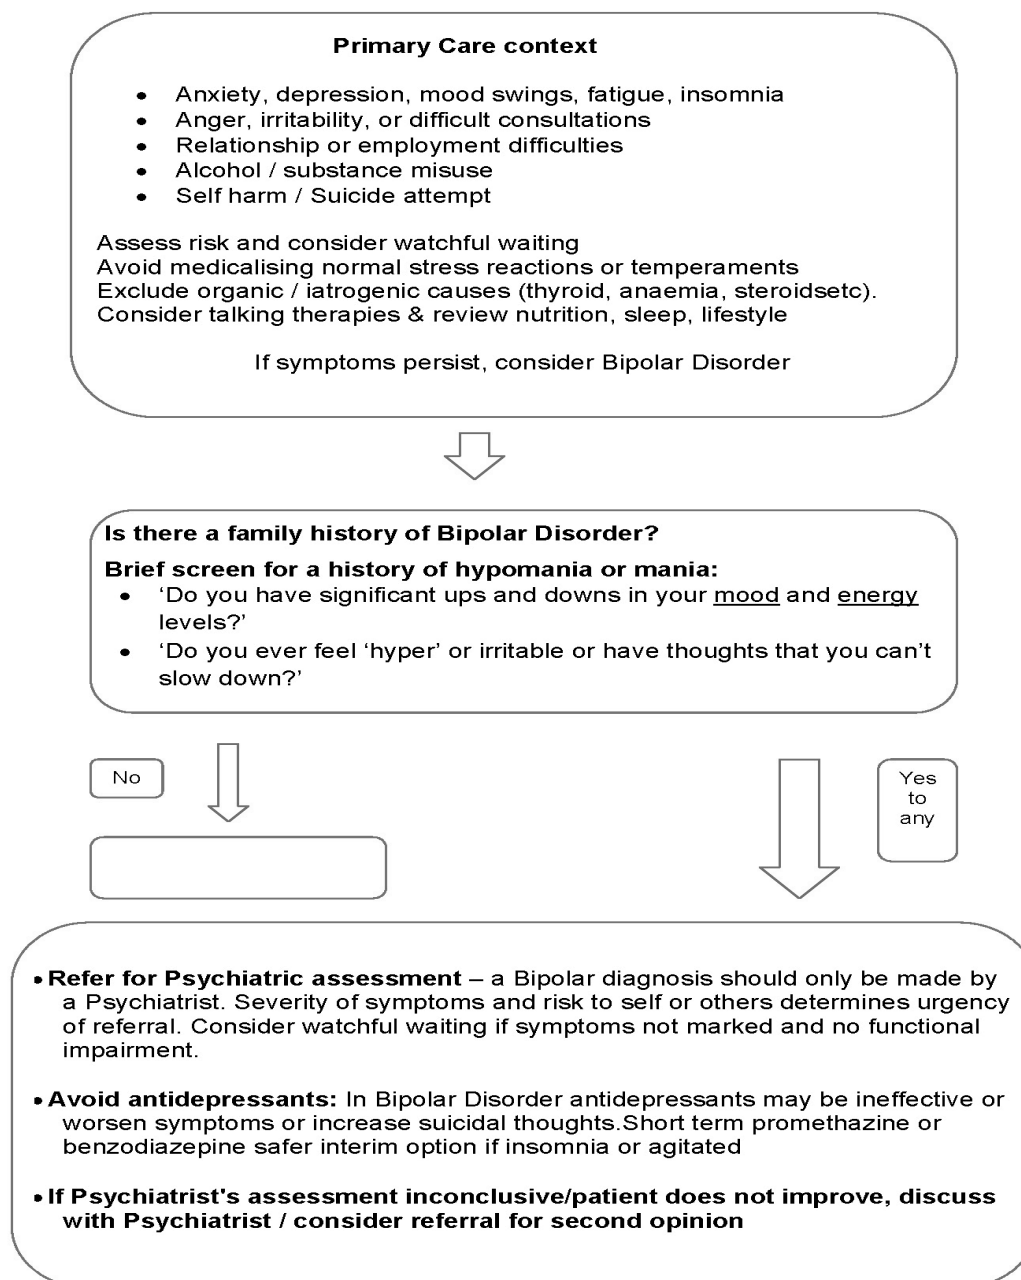 Primary Care context
• Anxiety, depression, mood swings, fatigue, insomnia
• Anger, irritability, or difficult consultations
• Relationship or employment difficulties
• Alcohol / substance misuse
• Self harm / Suicide attempt
Assess risk and consider watchful waiting
Avoid medicalising normal stress reactions or temperaments
Exclude organic / iatrogenic causes (thyroid, anaemia, steroidsetc).
Consider talking therapies & review nutrition, sleep, lifestyle
If symptoms persist, consider Bipolar Disorder
Is there a family history of Bipolar Disorder?
Brief screen for a history of hypomania or mania:
• ‘Do you have significant ups and downs in your mood and energy
levels?’
• ‘Do you ever feel ‘hyper’ or irritable or have thoughts that you can’t
slow down?’
No
Yes
to
any
• Refer for Psychiatric assessment – a Bipolar diagnosis should only be made by
a Psychiatrist. Severity of symptoms and risk to self or others determines urgency
of referral. Consider watchful waiting if symptoms not marked and no functional
impairment.
• Avoid antidepressants: In Bipolar Disorder antidepressants may be ineffective or
worsen symptoms or increase suicidal thoughts.Short term promethazine or
benzodiazepine safer interim option if insomnia or agitated
• If Psychiatrist's assessment inconclusive/patient does not improve, discuss
with Psychiatrist / consider referral for second opinion